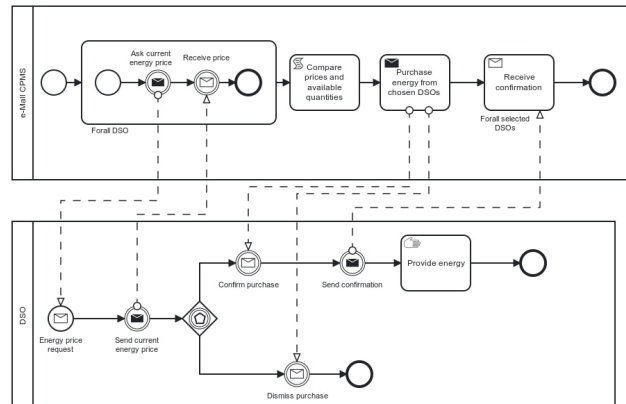 e-Mall CPMS
Ask current
energy price
Receive price
Forall DSO
Compare
prices and
available
quantities
Purchase
energy from
chosen DSOs
Receive
confirmation
Forall selected
DSOs
DSO
Energy price
request
Send current
energy price
Confirm purchase
Send confirmation
Provide energy
Dismiss purchase